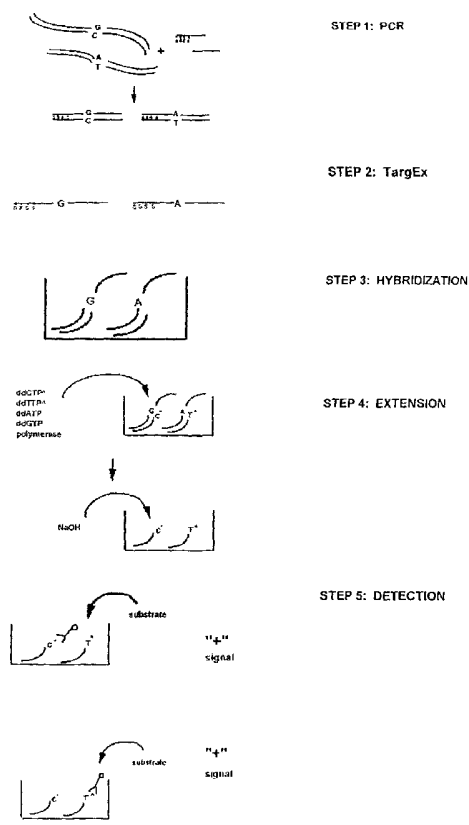 STEP 1: PCR
G
C
A
T
+
G
C
A
T
STEP 2: TargEx
G
A
STEP 3: HYBRIDIZATION
G
A
STEP 4: EXTENSION
ddGTP^
ddTTP^
ddATP
ddGTP
polymerase
G
C
A
T
NaOH
C
T
STEP 5: DETECTION
substrate
C
T
"+"
signal
substrate
C
T
"+"
signal